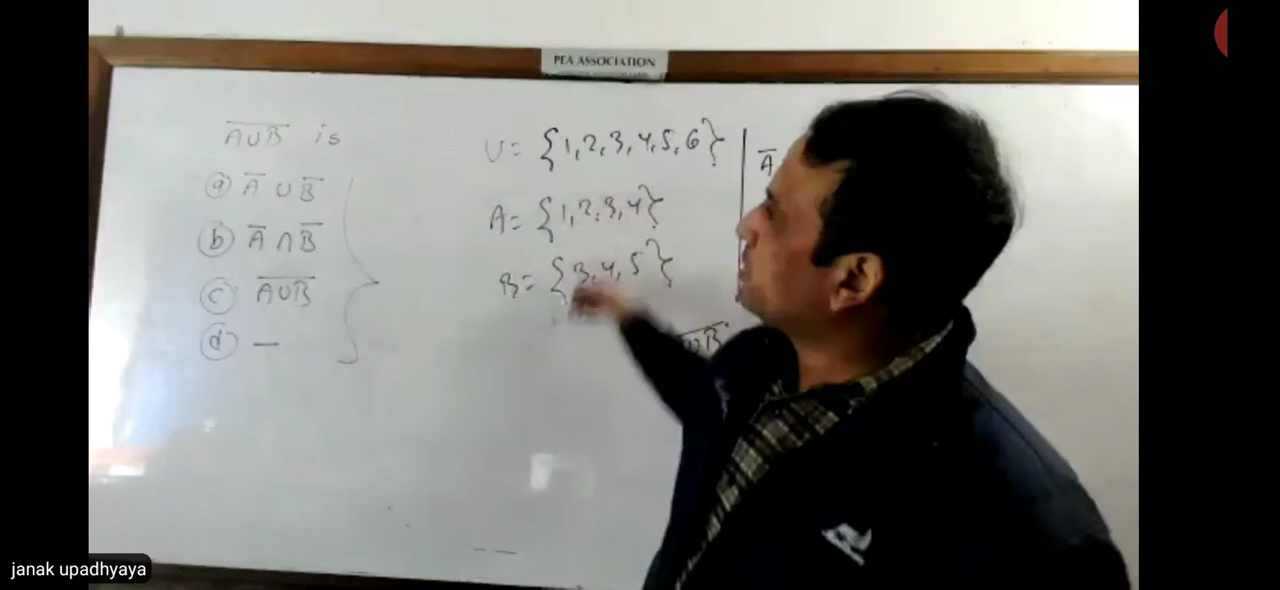 PEA ASSOCIATION
A̅U̅B̅ is
ⓐ A̅ ∪ B̅
ⓑ A̅ ∩ B̅
ⓒ A̅U̅B̅
ⓓ —
U = {1, 2, 3, 4, 5, 6}
A = {1, 2, 3, 4}
B = {3, 4, 5}
A̅
janak upadhyaya